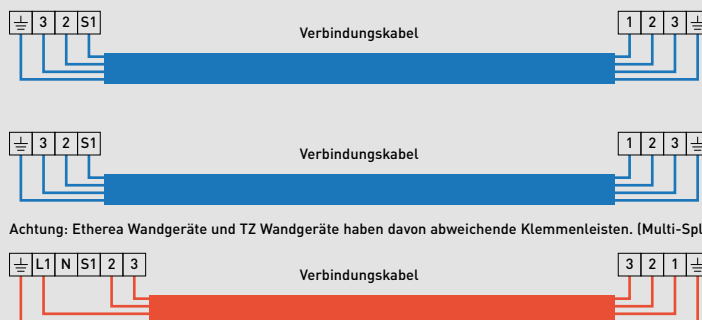 ⏚ 3 2 S1 Verbindungskabel 1 2 3 ⏚
⏚ 3 2 S1 Verbindungskabel 1 2 3 ⏚
Achtung: Etherea Wandgeräte und TZ Wandgeräte haben davon abweichende Klemmenleisten. (Multi-Spl
⏚ L1 N S1 2 3 Verbindungskabel 3 2 1 ⏚